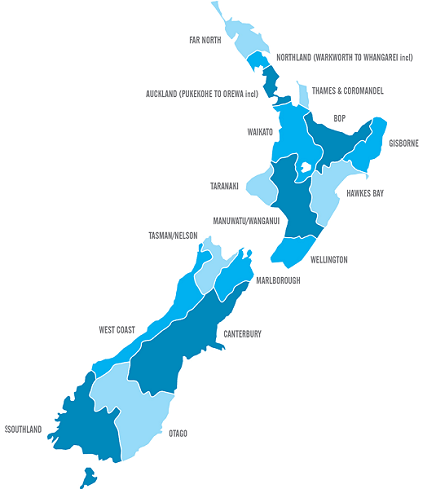 FAR NORTH
NORTHLAND (WARKWORTH TO WHANGAREI incl)
AUCKLAND (PUKEKOHE TO OREWA incl)
THAMES & COROMANDEL
BOP
WAIKATO
GISBORNE
TARANAKI
HAWKES BAY
MANUWATU/WANGANUI
TASMAN/NELSON
WELLINGTON
MARLBOROUGH
WEST COAST
CANTERBURY
SOUTHLAND
OTAGO